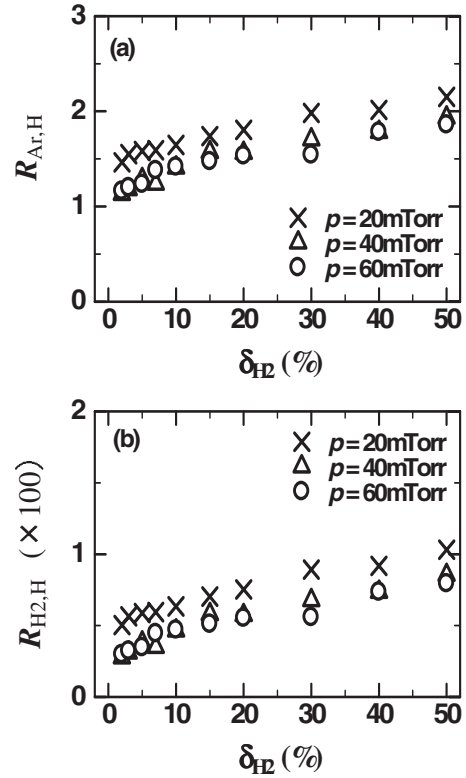 3
(a)
2
R_Ar,H
1
× p = 20mTorr
△ p = 40mTorr
○ p = 60mTorr
0
0 10 20 30 40 50
δ_H2 (%)
2
(b)
× p = 20mTorr
△ p = 40mTorr
○ p = 60mTorr
R_H2,H (×100)
1
0
0 10 20 30 40 50
δ_H2 (%)